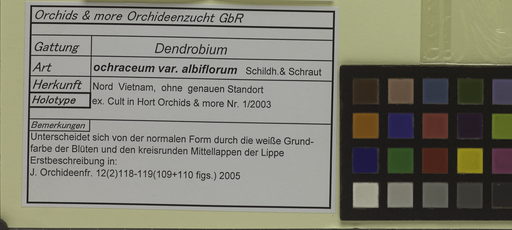 Orchids & more Orchideenzucht GbR
Gattung Dendrobium
Art ochraceum var. albiflorum Schildh.& Schraut
Herkunft Nord Vietnam, ohne genauen Standort
Holotype ex. Cult in Hort Orchids & more Nr. 1/2003
Bemerkungen
Unterscheidet sich von der normalen Form durch die weiße Grund-
farbe der Blüten und den kreisrunden Mittellappen der Lippe
Erstbeschreibung in:
J. Orchideenfr. 12(2)118-119(109+110 figs.) 2005